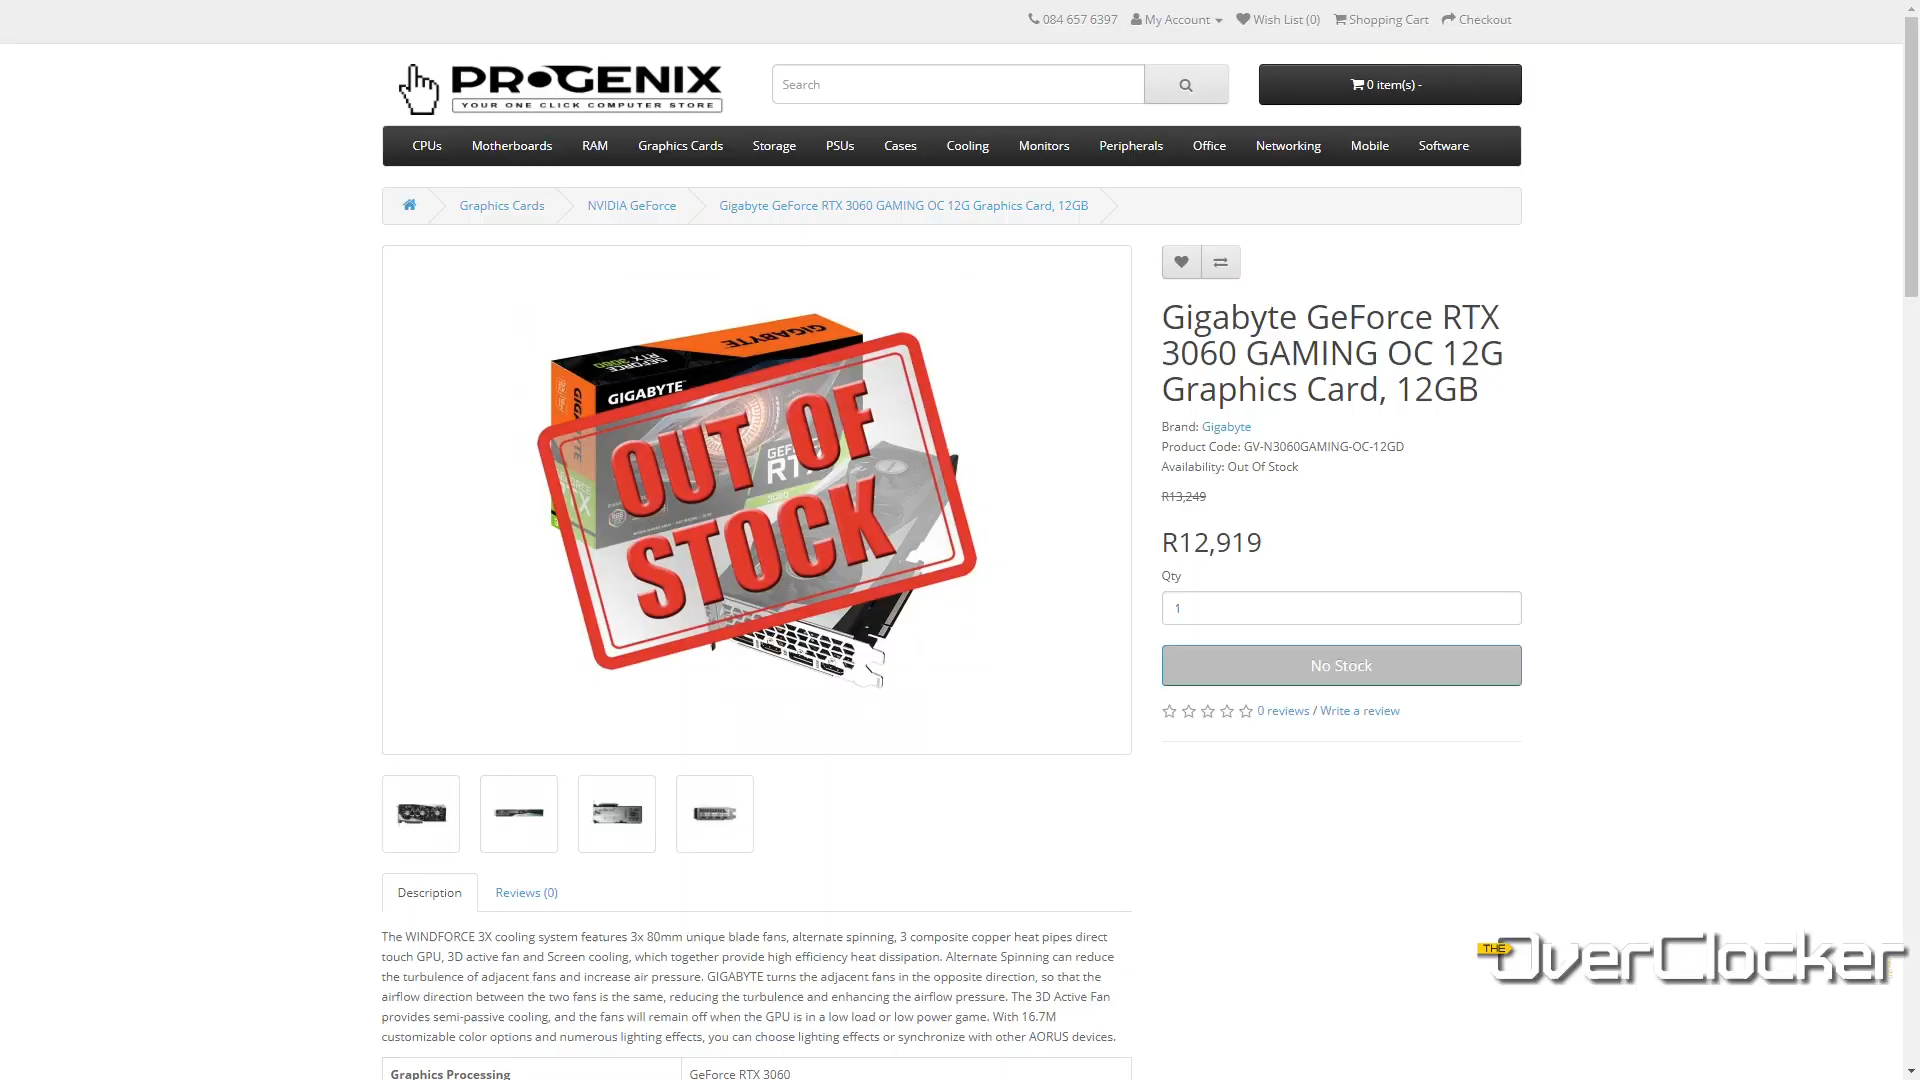 084 657 6397 My Account Wish List (0) Shopping Cart Checkout
PROGENIX
YOUR ONE CLICK COMPUTER STORE
Search
0 item(s) -
CPUs Motherboards RAM Graphics Cards Storage PSUs Cases Cooling Monitors Peripherals Office Networking Mobile Software
Graphics Cards NVIDIA GeForce Gigabyte GeForce RTX 3060 GAMING OC 12G Graphics Card, 12GB
GIGABYTE
GEFORCE
RTX 3060
GIGABYTE
OUT OF
STOCK
Gigabyte GeForce RTX
3060 GAMING OC 12G
Graphics Card, 12GB
Brand: Gigabyte
Product Code: GV-N3060GAMING-OC-12GD
Availability: Out Of Stock
R13,249
R12,919
Qty
1
No Stock
0 reviews / Write a review
Description Reviews (0)
The WINDFORCE 3X cooling system features 3x 80mm unique blade fans, alternate spinning, 3 composite copper heat pipes direct
touch GPU, 3D active fan and Screen cooling, which together provide high efficiency heat dissipation. Alternate Spinning can reduce
the turbulence of adjacent fans and increase air pressure. GIGABYTE turns the adjacent fans in the opposite direction, so that the
airflow direction between the two fans is the same, reducing the turbulence and enhancing the airflow pressure. The 3D Active Fan
provides semi-passive cooling, and the fans will remain off when the GPU is in a low load or low power game. With 16.7M
customizable color options and numerous lighting effects, you can choose lighting effects or synchronize with other AORUS devices.
Graphics Processing GeForce RTX 3060
THE OverClocker